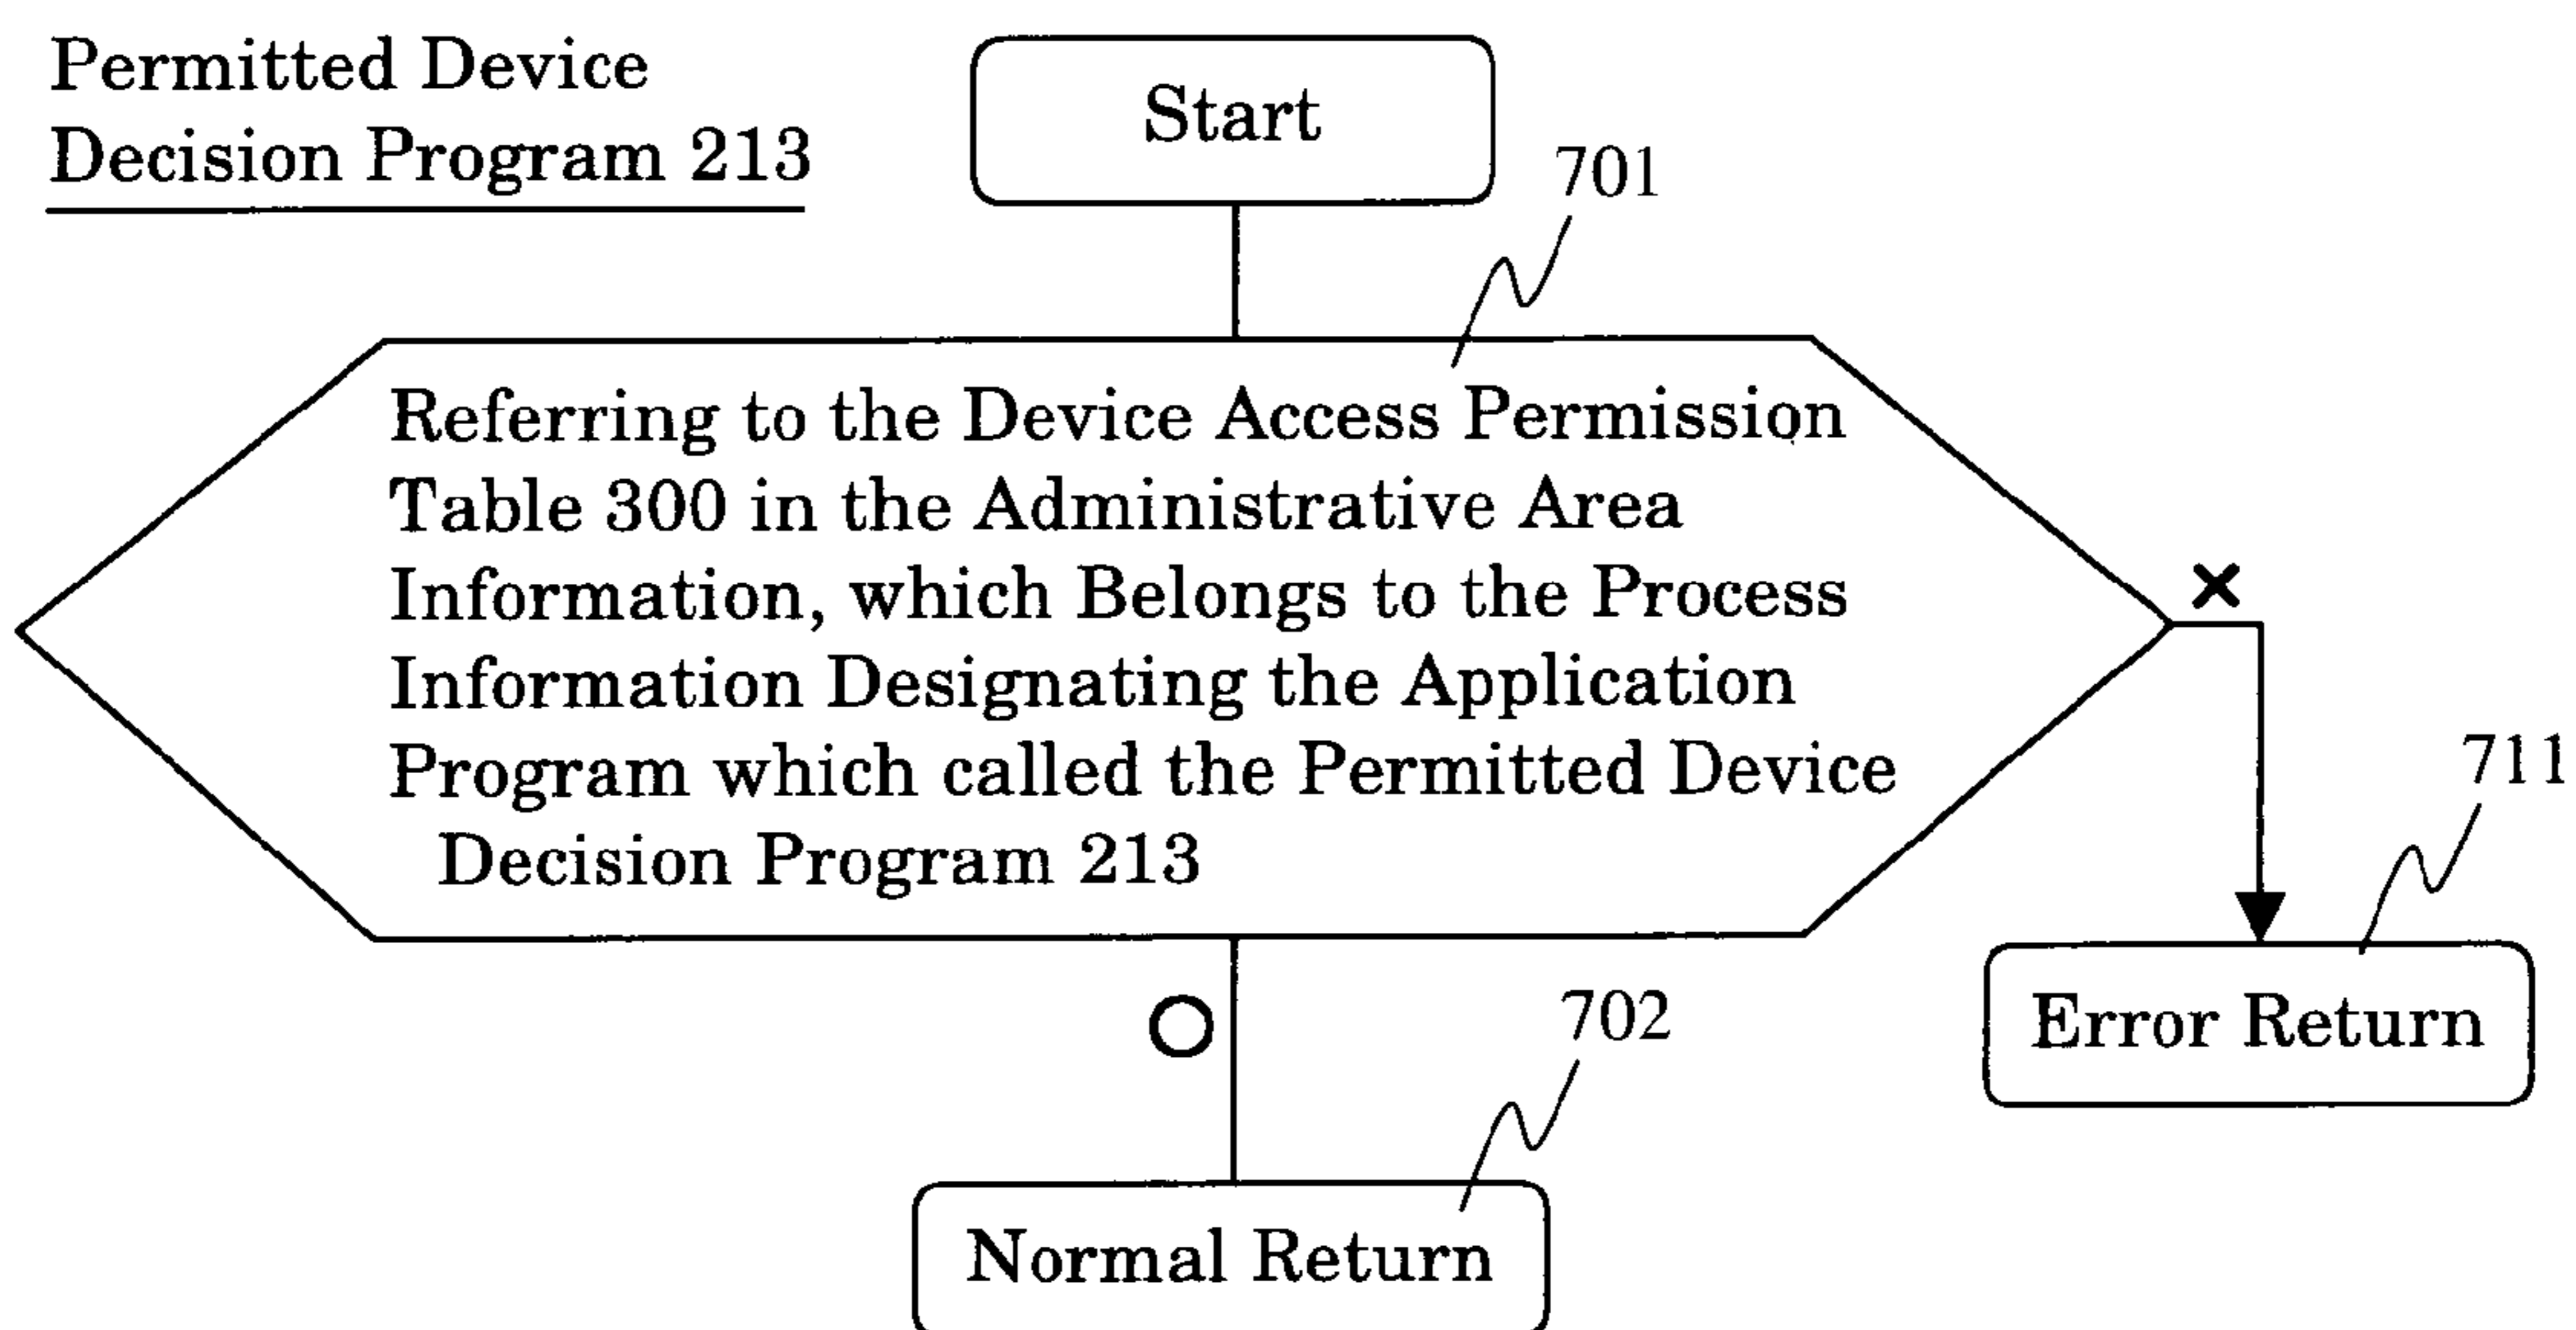 Permitted Device
Decision Program 213
Start
701
Referring to the Device Access Permission
Table 300 in the Administrative Area
Information, which Belongs to the Process
Information Designating the Application
Program which called the Permitted Device
Decision Program 213
×
711
Error Return
○
702
Normal Return